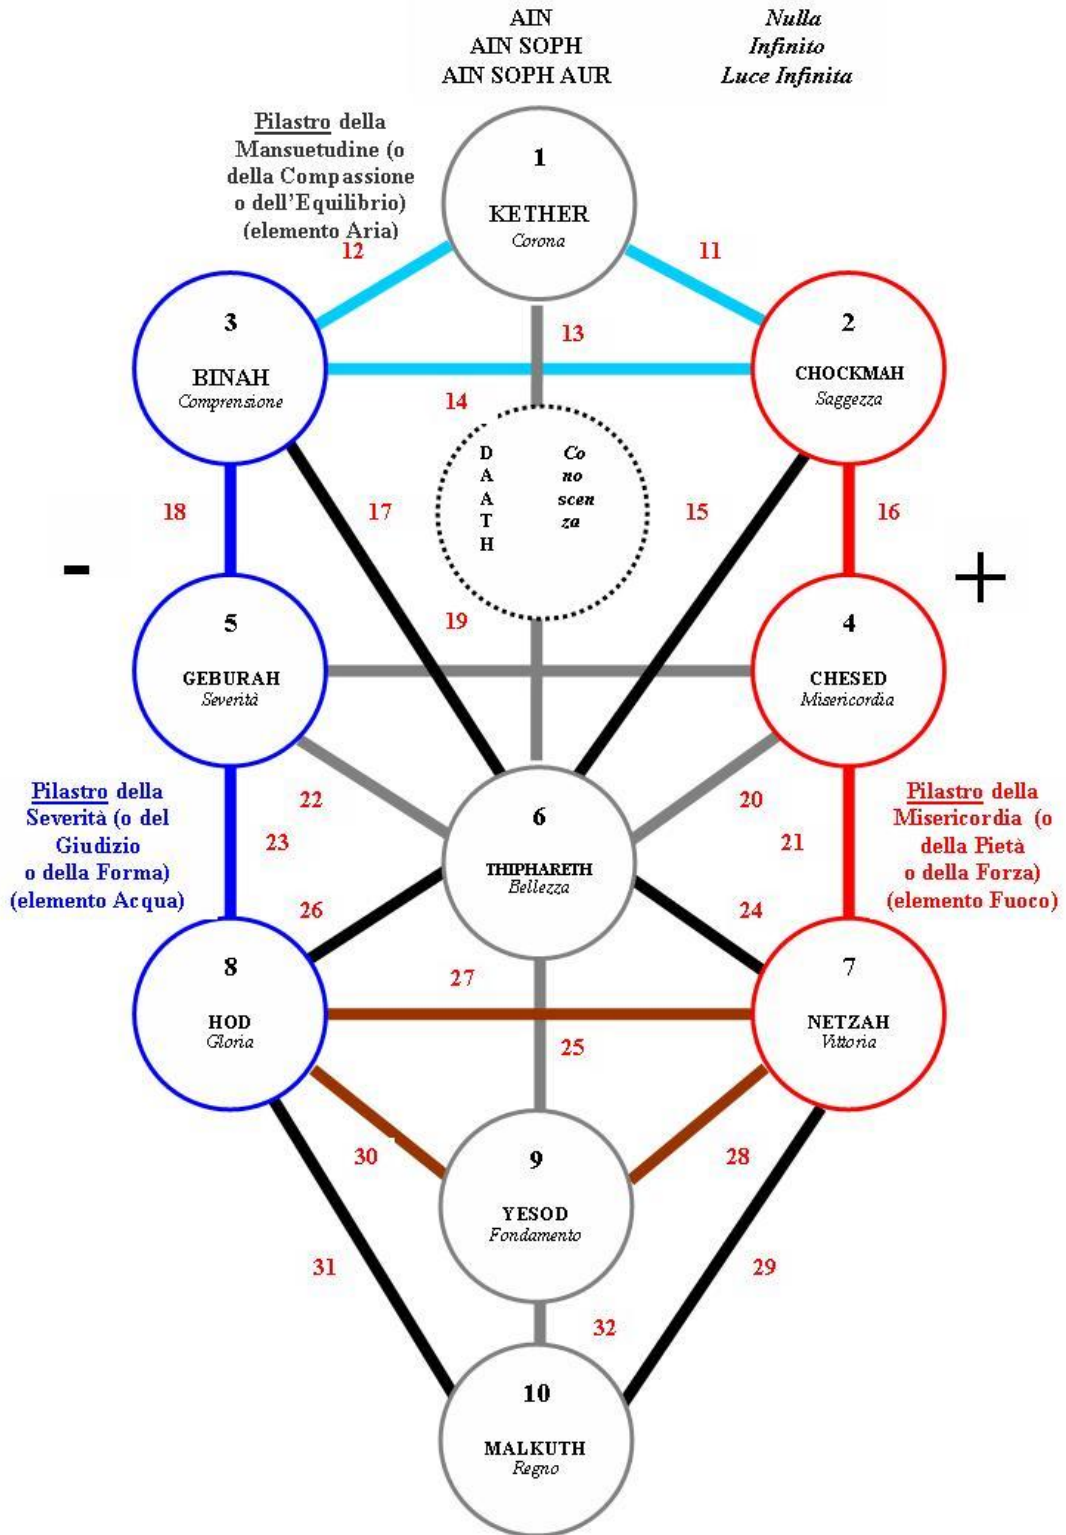 AIN
AIN SOPH
AIN SOPH AUR
Nulla
Infinito
Luce Infinita
Pilastro della
Mansuetudine (o
della Compassione
o dell'Equilibrio)
(elemento Aria)
1
KETHER
Corona
12
11
13
3
BINAH
Comprensione
2
CHOCKMAH
Saggezza
14
D
A
A
T
H
Co
no
scen
za
18
17
15
16
-
+
19
5
GEBURAH
Severità
4
CHESED
Misericordia
Pilastro della
Severità (o del
Giudizio
o della Forma)
(elemento Acqua)
22
23
26
6
THIPHARETH
Bellezza
20
21
24
Pilastro della
Misericordia (o
della Pietà
o della Forza)
(elemento Fuoco)
8
HOD
Gloria
27
25
7
NETZAH
Vittoria
30
28
9
YESOD
Fondamento
31
29
32
10
MALKUTH
Regno